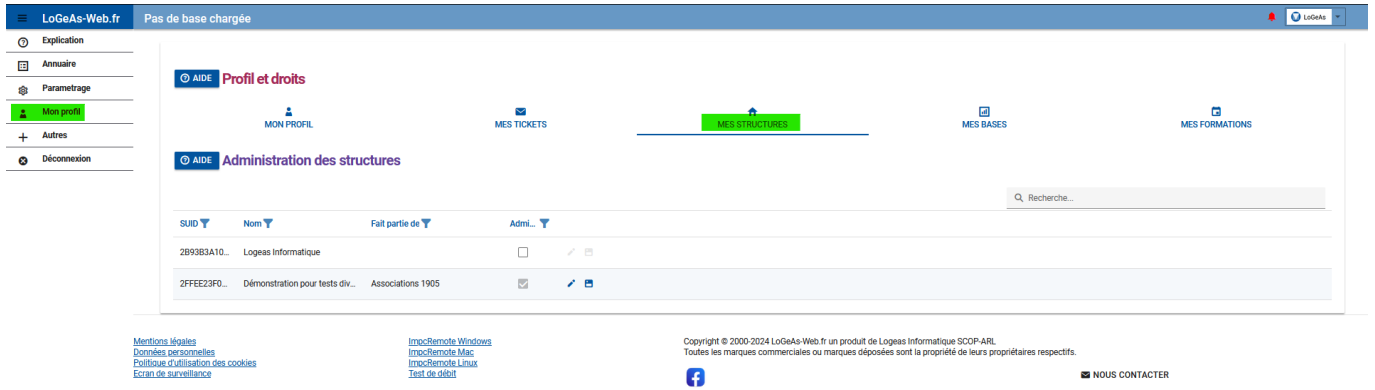 LoGeAs-Web.fr Pas de base chargée LoGeAs
Explication
Annuaire
Parametrage
Mon profil
Autres
Déconnexion
AIDE Profil et droits
MON PROFIL MES TICKETS MES STRUCTURES MES BASES MES FORMATIONS
AIDE Administration des structures
Recherche...
SUID Nom Fait partie de Admi...
2B93B3A10... Logeas Informatique
2FFEE23F0... Démonstration pour tests div... Associations 1905
Mentions légales ImpcRemote Windows Copyright © 2000-2024 LoGeAs-Web.fr un produit de Logeas Informatique SCOP-ARL
Données personnelles ImpcRemote Mac Toutes les marques commerciales ou marques déposées sont la propriété de leurs propriétaires respectifs.
Politique d'utilisation des cookies ImpcRemote Linux
Ecran de surveillance Test de débit NOUS CONTACTER